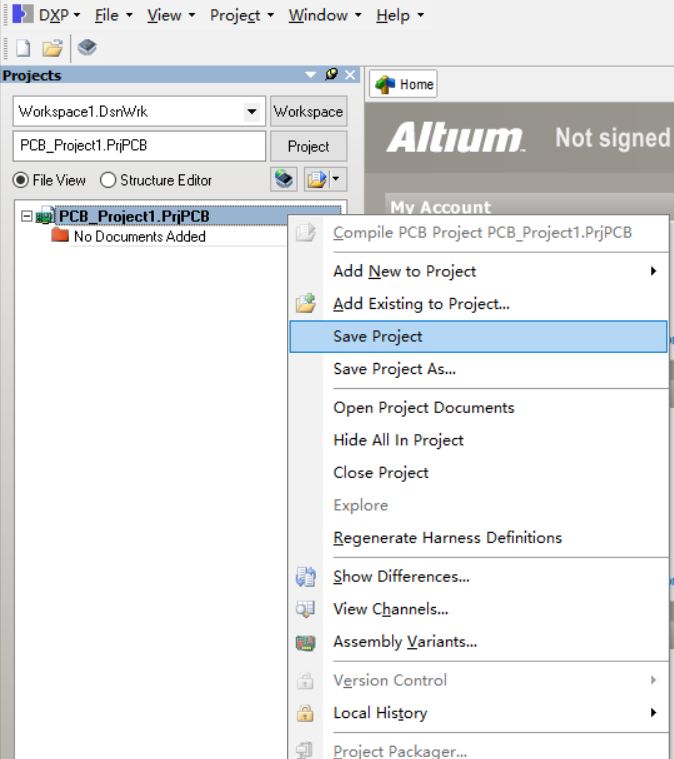 DXP File View Project Window Help
Projects
Home
Workspace1.DsnWrk Workspace
PCB_Project1.PrjPCB Project
Altium Not signed
File View Structure Editor
My Account
PCB_Project1.PrjPCB
No Documents Added
Compile PCB Project PCB_Project1.PrjPCB
Add New to Project
Add Existing to Project...
Save Project
Save Project As...
Open Project Documents
Hide All In Project
Close Project
Explore
Regenerate Harness Definitions
Show Differences...
View Channels...
Assembly Variants...
Version Control
Local History
Project Packager...